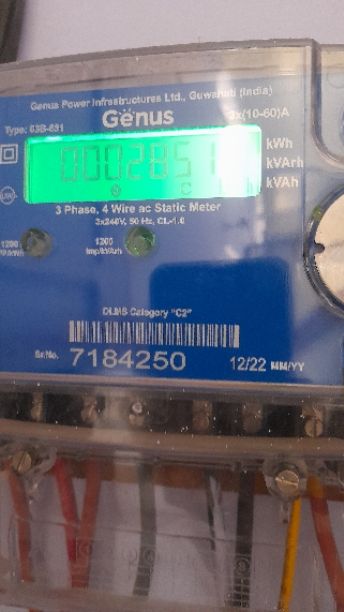 Genus Power Infrastructures Ltd., Guwahati (India)
Genus
3x(10-60)A
Type: 03B-631
0002851
kWh
kVArh
kVAh
3 Phase, 4 Wire ac Static Meter
3x240V, 50 Hz, CL-1.0
1200
1200
imp/kVArh
DLMS Category "C2"
Sr.No. 7184250 12/22 MM/YY